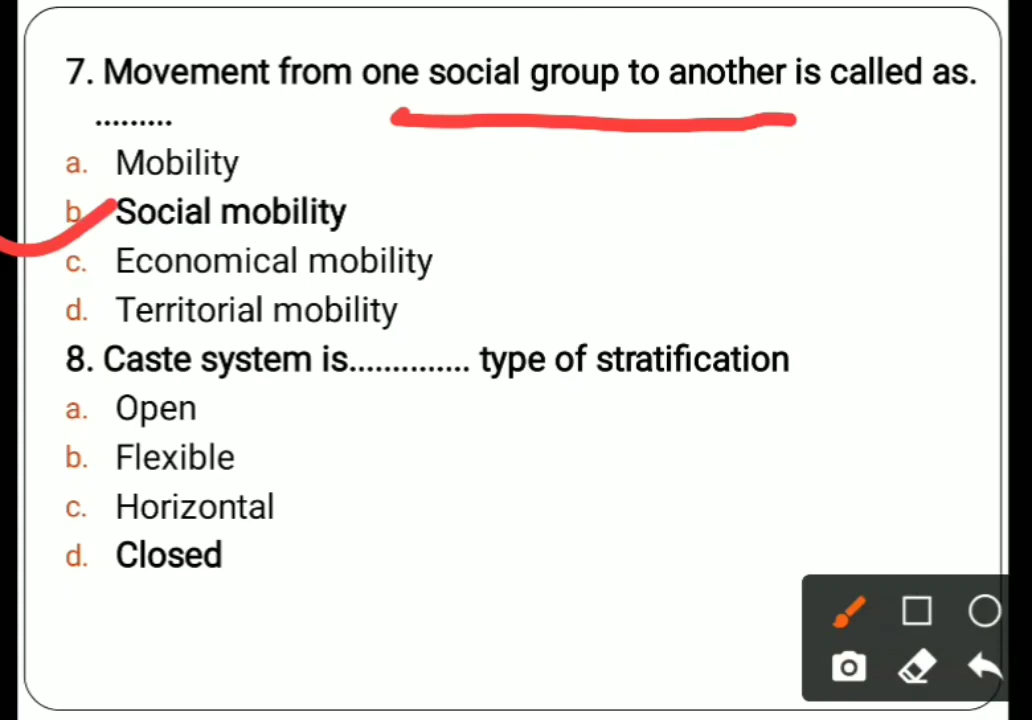 7. Movement from one social group to another is called as.
.........
a. Mobility
b. Social mobility
c. Economical mobility
d. Territorial mobility
8. Caste system is.............. type of stratification
a. Open
b. Flexible
c. Horizontal
d. Closed